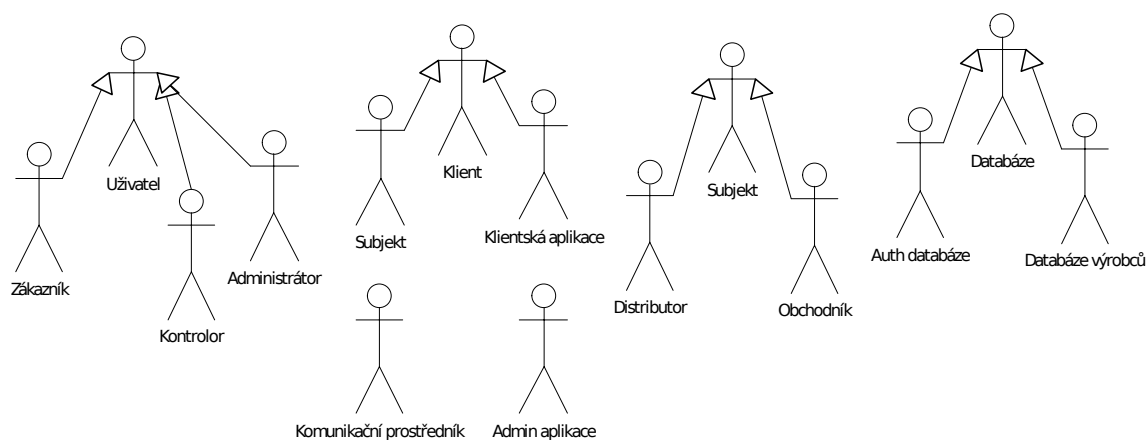 Uživatel
Zákazník
Kontrolor
Administrátor
Klient
Subjekt
Klientská aplikace
Komunikační prostředník
Admin aplikace
Subjekt
Distributor
Obchodník
Databáze
Auth databáze
Databáze výrobců